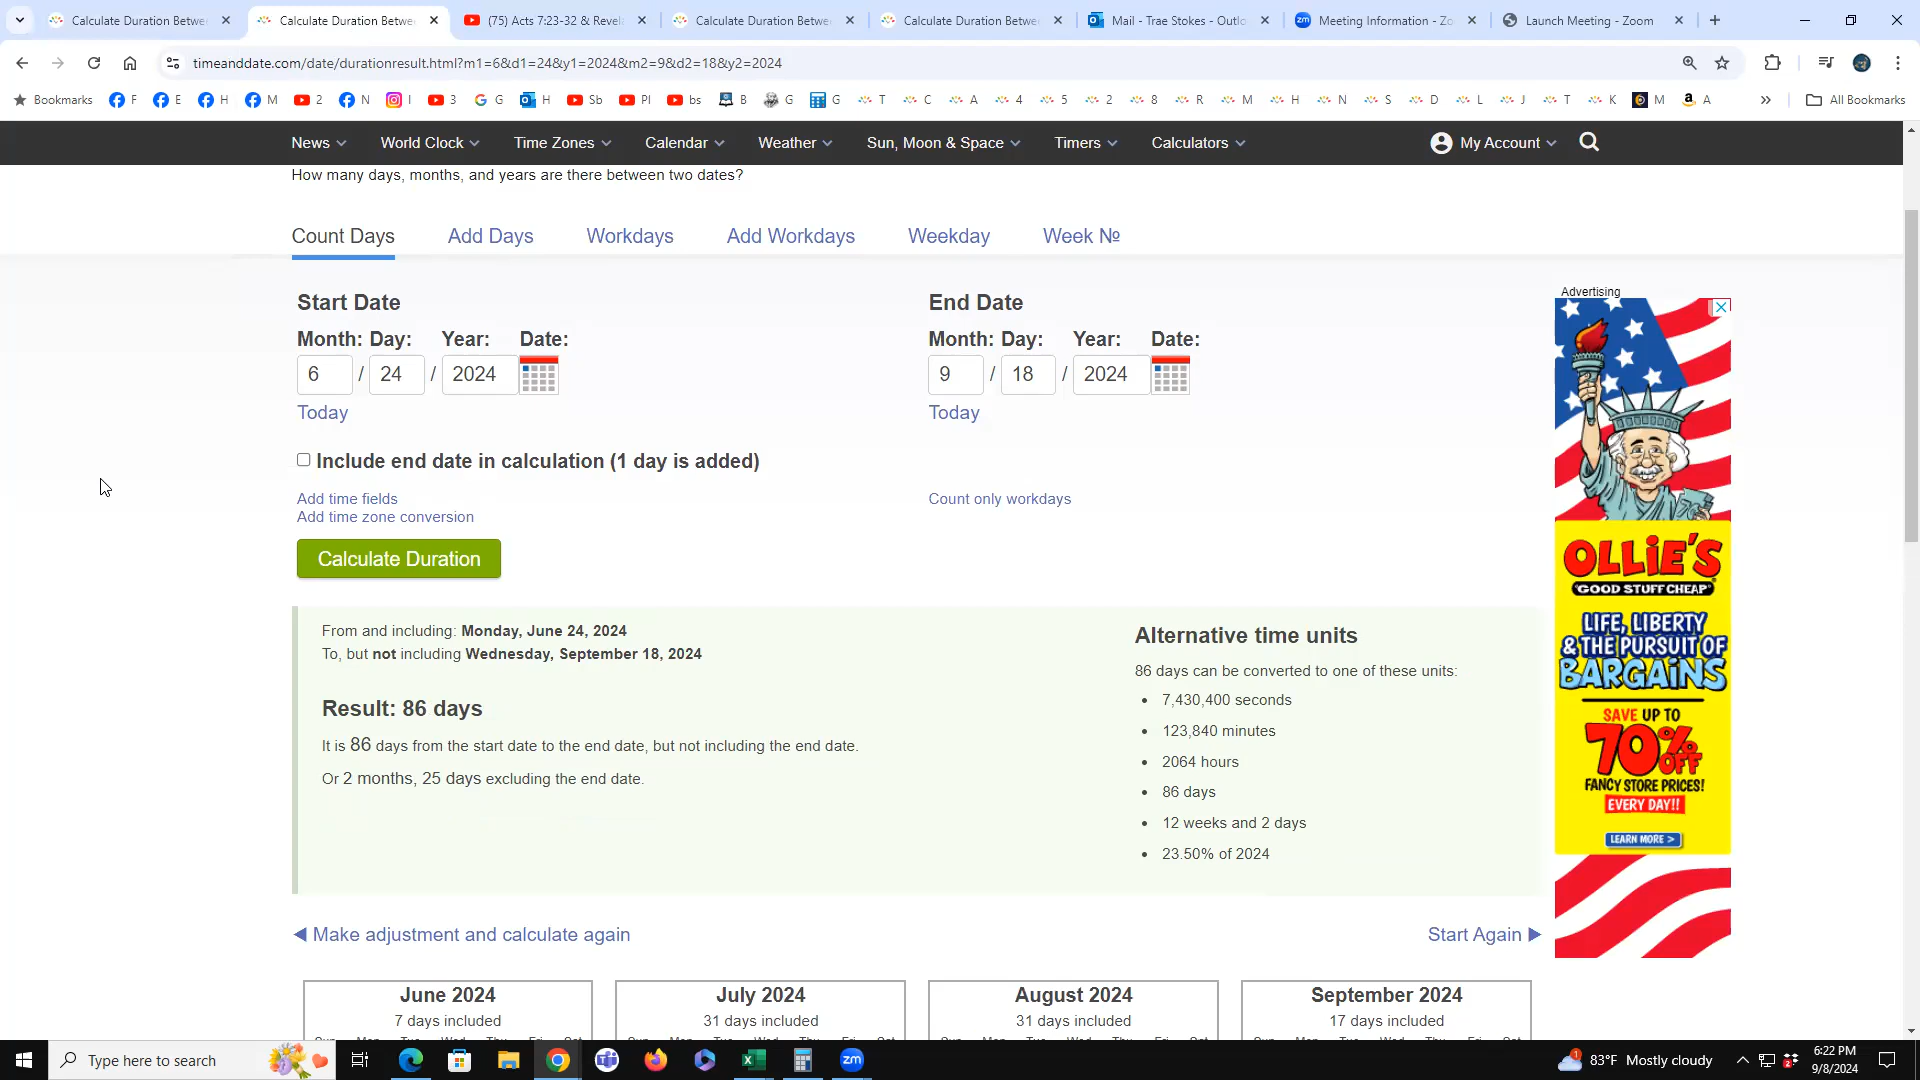 Calculate Duration Betwe
Calculate Duration Betwe
(75) Acts 7:23-32 & Revela
Calculate Duration Betwe
Calculate Duration Betwe
Mail - Trae Stokes - Outlo
Meeting Information - Zo
Launch Meeting - Zoom
timeanddate.com/date/durationresult.html?m1=6&d1=24&y1=2024&m2=9&d2=18&y2=2024
Bookmarks F E H M 2 N I 3 G H Sb Pl bs B G G T C A 4 5 2 8 R M H N S D L J T K M A » All Bookmarks
News World Clock Time Zones Calendar Weather Sun, Moon & Space Timers Calculators My Account
How many days, months, and years are there between two dates?
Count Days Add Days Workdays Add Workdays Weekday Week №
Start Date
Month: Day: Year: Date:
6 / 24 / 2024
Today
End Date
Month: Day: Year: Date:
9 / 18 / 2024
Today
Include end date in calculation (1 day is added)
Add time fields
Add time zone conversion
Count only workdays
Calculate Duration
From and including: Monday, June 24, 2024
To, but not including Wednesday, September 18, 2024
Result: 86 days
It is 86 days from the start date to the end date, but not including the end date.
Or 2 months, 25 days excluding the end date.
Alternative time units
86 days can be converted to one of these units:
• 7,430,400 seconds
• 123,840 minutes
• 2064 hours
• 86 days
• 12 weeks and 2 days
• 23.50% of 2024
Make adjustment and calculate again
Start Again
June 2024
7 days included
July 2024
31 days included
August 2024
31 days included
September 2024
17 days included
Advertising
OLLIE'S
"GOOD STUFF CHEAP"
LIFE, LIBERTY
& THE PURSUIT OF
BARGAINS
SAVE UP TO
70% OFF
FANCY STORE PRICES!
EVERY DAY!!
LEARN MORE >
Type here to search
83°F Mostly cloudy
6:22 PM
9/8/2024